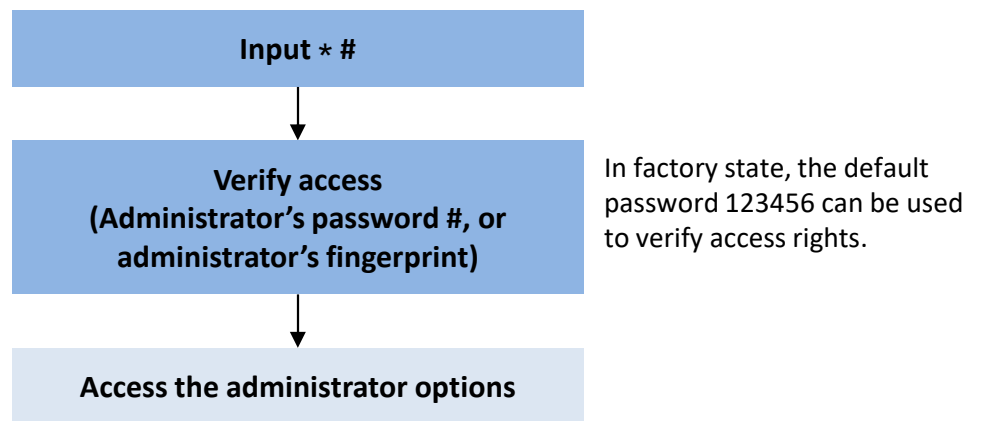 Input * #
Verify access
(Administrator’s password #, or
administrator’s fingerprint)
In factory state, the default
password 123456 can be used
to verify access rights.
Access the administrator options